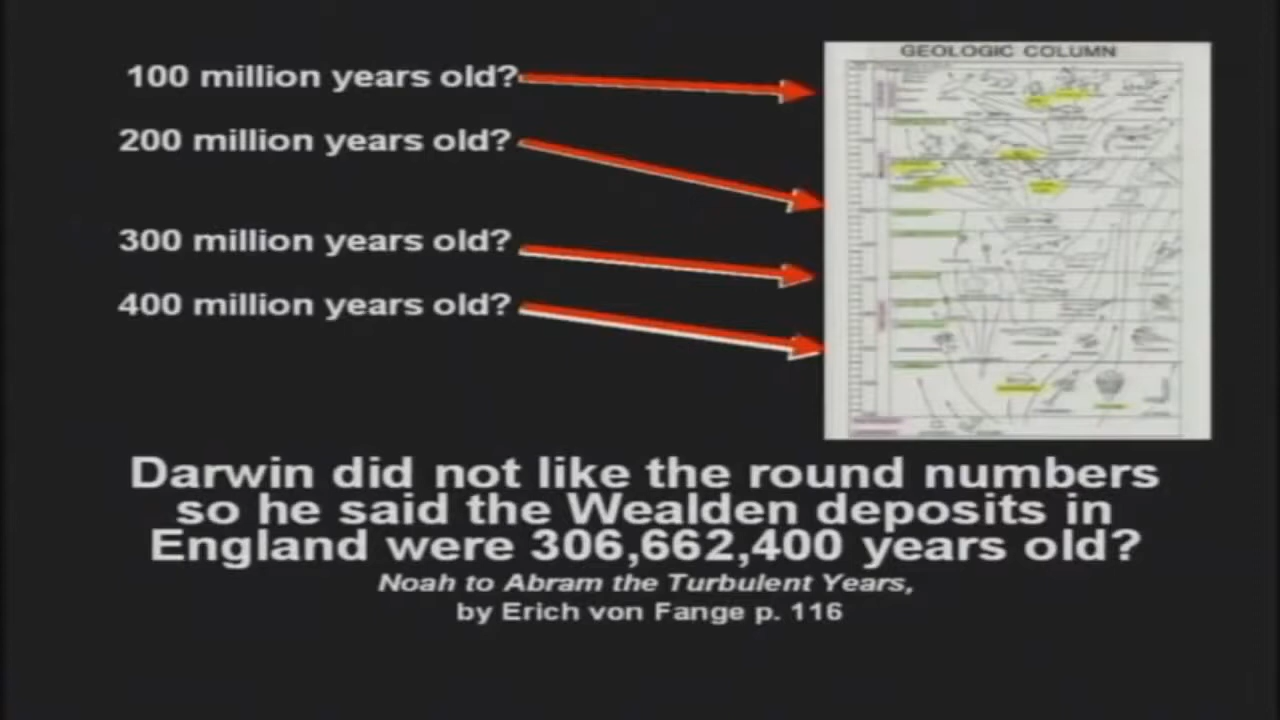 GEOLOGIC COLUMN
100 million years old?
200 million years old?
300 million years old?
400 million years old?
Darwin did not like the round numbers
so he said the Wealden deposits in
England were 306,662,400 years old?
Noah to Abram the Turbulent Years,
by Erich von Fange p. 116